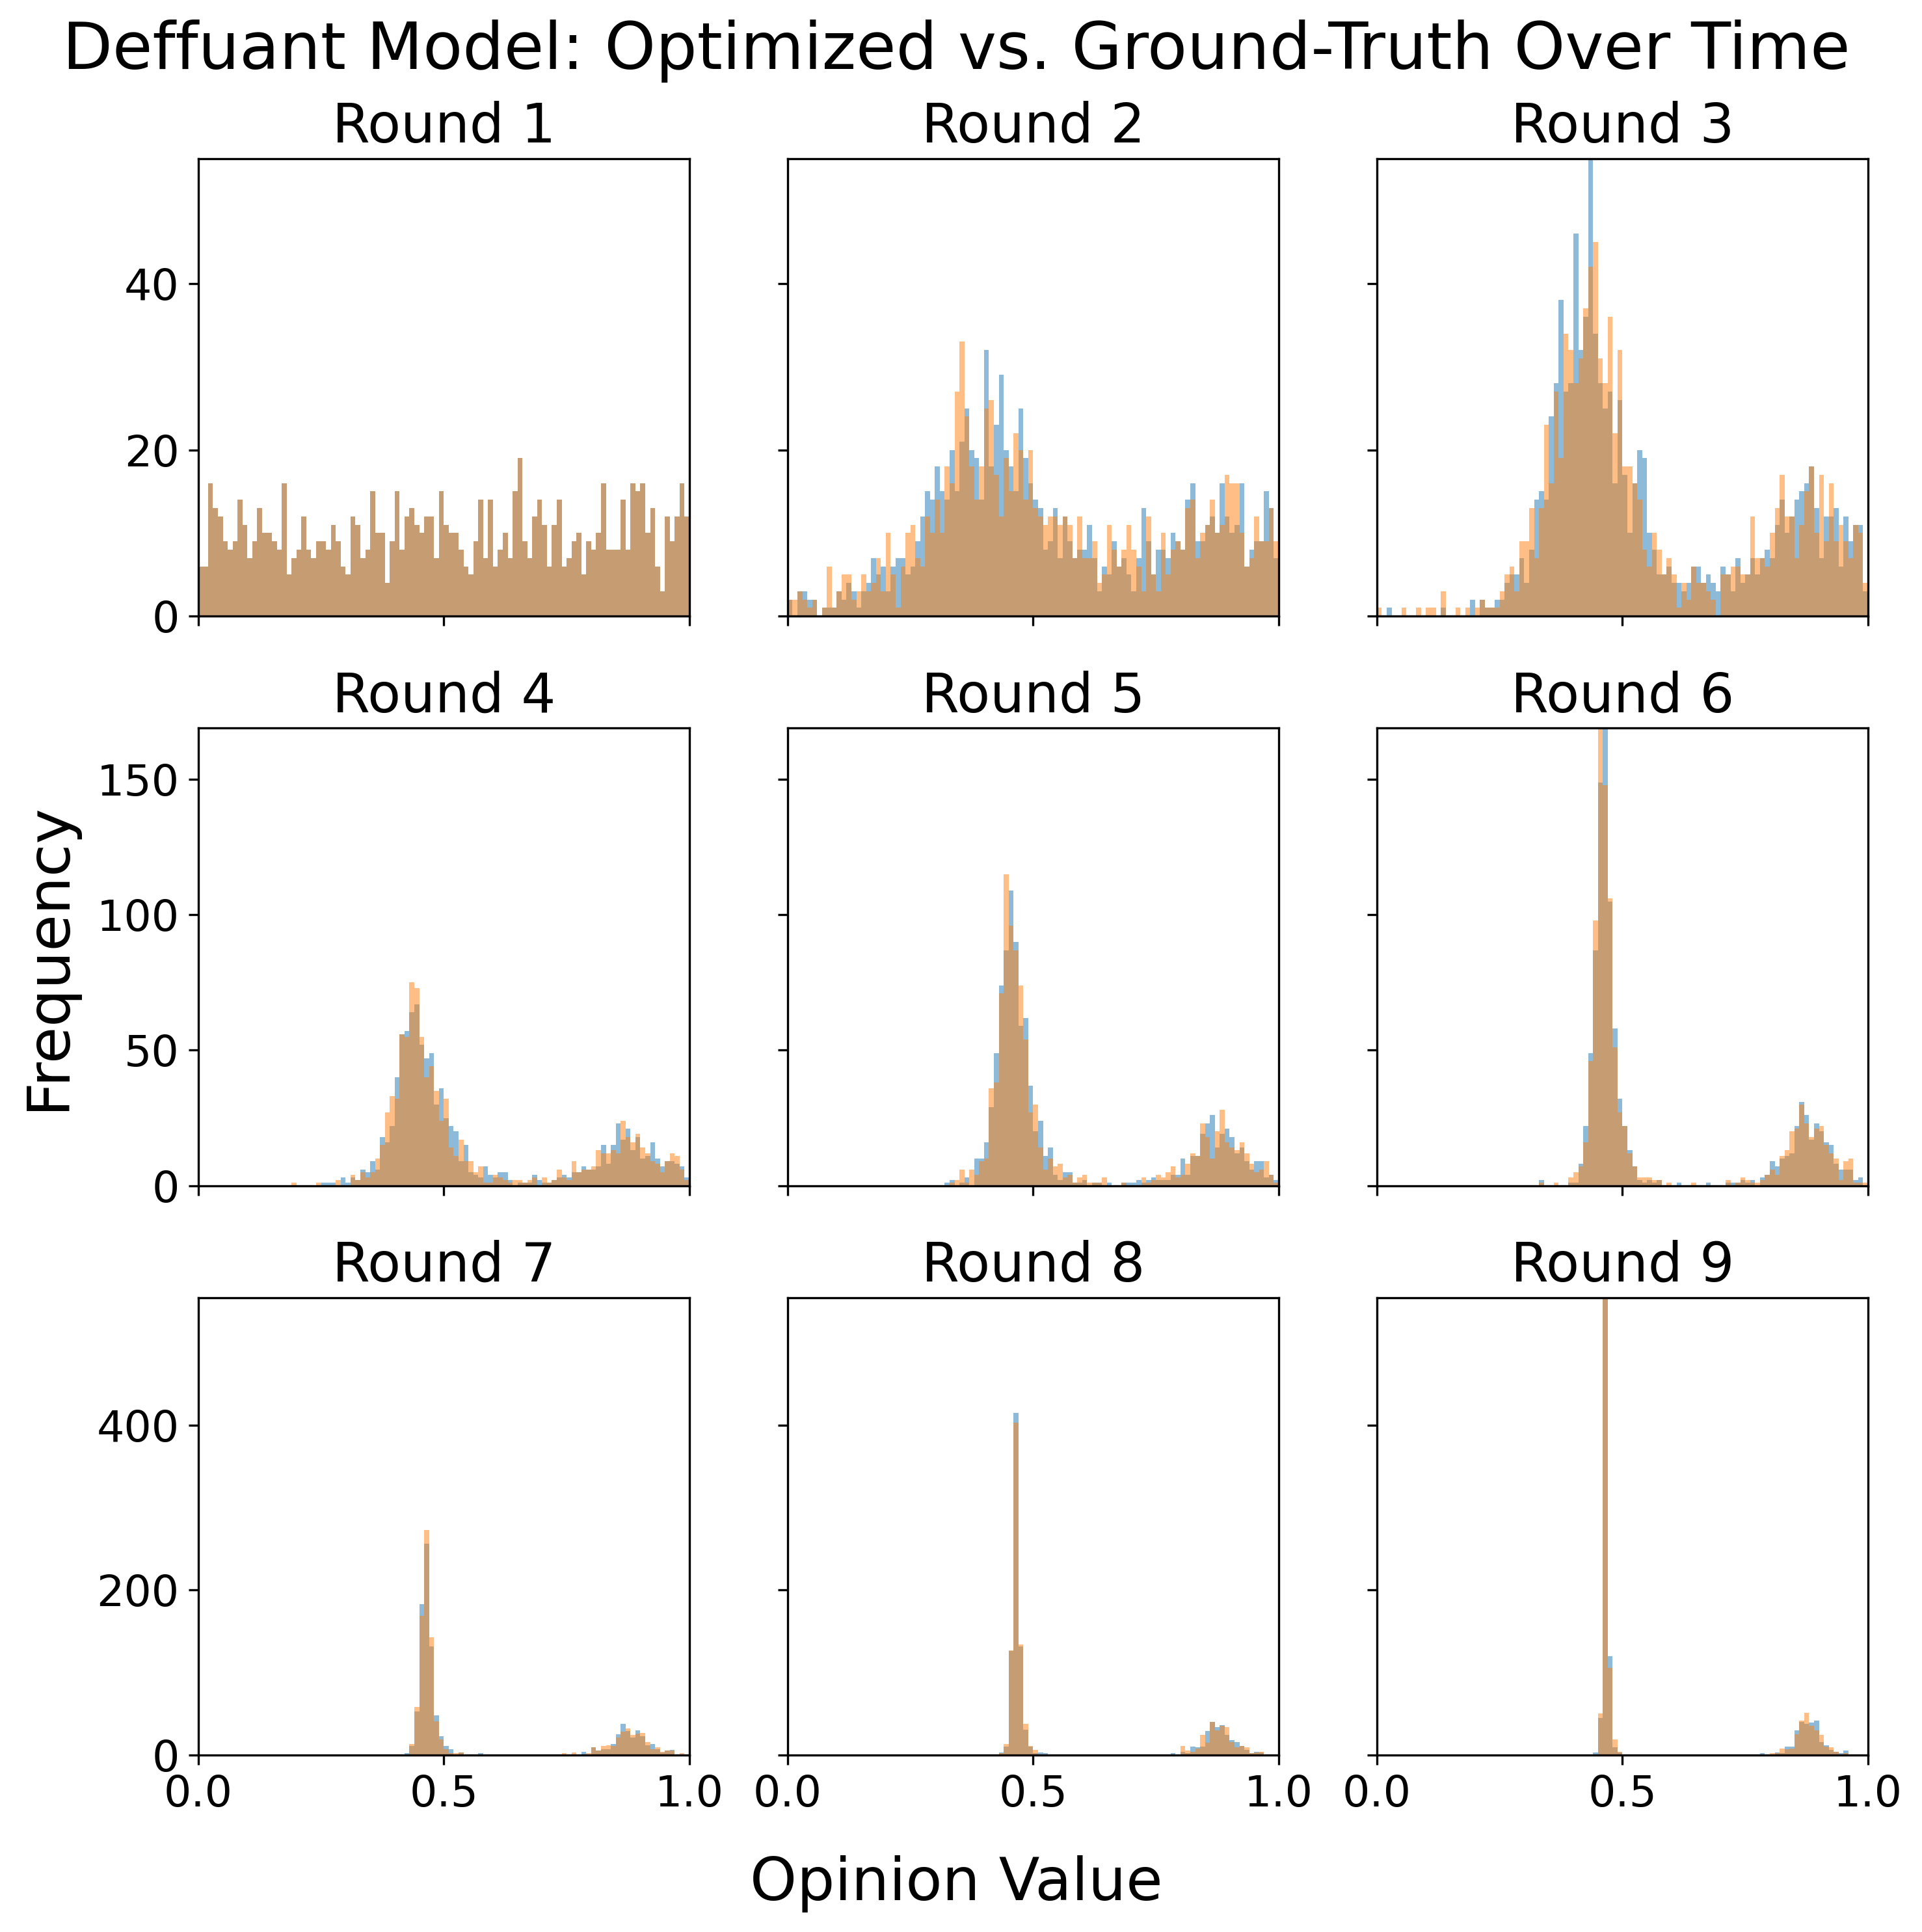 Deffuant Model: Optimized vs. Ground-Truth Over Time
Round 1
Round 2
Round 3
40
20
0
Round 4
Round 5
Round 6
Frequency
150
100
50
0
Round 7
Round 8
Round 9
400
200
0
0.0 0.5 1.0 0.0 0.5 1.0 0.0 0.5 1.0
Opinion Value